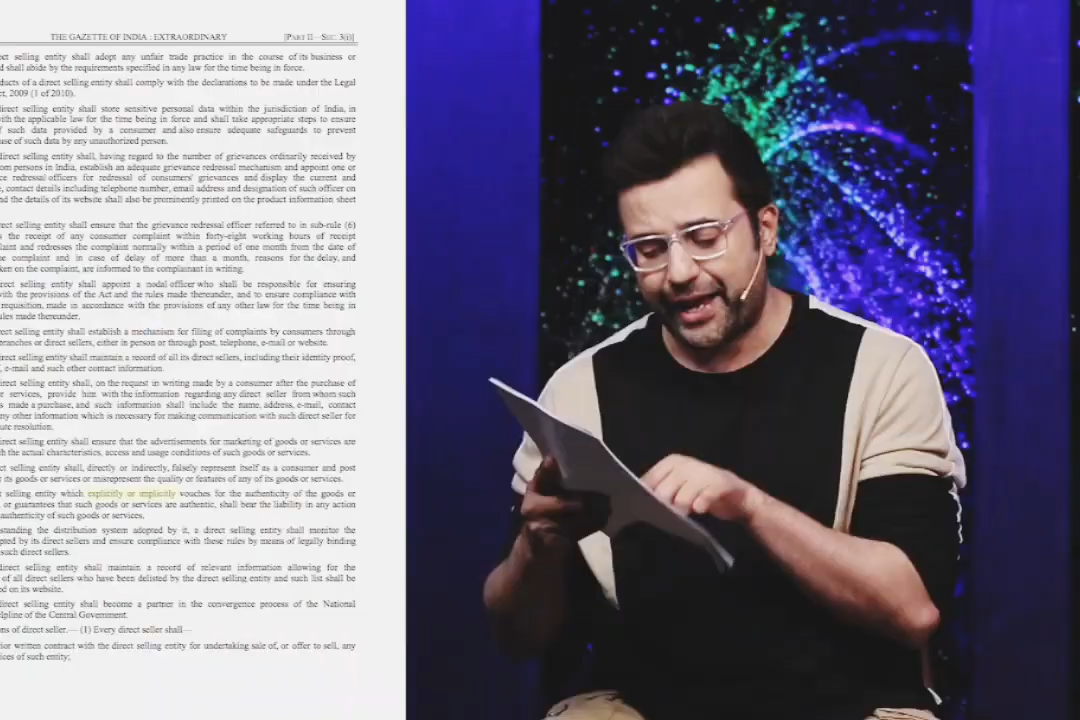 THE GAZETTE OF INDIA : EXTRAORDINARY [PART II—SEC. 3(i)]
ect selling entity shall adopt any unfair trade practice in the course of its business or
d shall abide by the requirements specified in any law for the time being in force.
ducts of a direct selling entity shall comply with the declarations to be made under the Legal
ct, 2009 (1 of 2010).
direct selling entity shall store sensitive personal data within the jurisdiction of India, in
with the applicable law for the time being in force and shall take appropriate steps to ensure
f such data provided by a consumer and also ensure adequate safeguards to prevent
use of such data by any unauthorized person.
direct selling entity shall, having regard to the number of grievances ordinarily received by
om persons in India, establish an adequate grievance redressal mechanism and appoint one or
ce redressal officers for redressal of consumers' grievances and display the current and
, contact details including telephone number, email address and designation of such officer on
nd the details of its website shall also be prominently printed on the product information sheet
ect selling entity shall ensure that the grievance redressal officer referred to in sub-rule (6)
s the receipt of any consumer complaint within forty-eight working hours of receipt
laint and redresses the complaint normally within a period of one month from the date of
he complaint and in case of delay of more than a month, reasons for the delay, and
ken on the complaint, are informed to the complainant in writing.
rect selling entity shall appoint a nodal officer who shall be responsible for ensuring
with the provisions of the Act and the rules made thereunder, and to ensure compliance with
requisition, made in accordance with the provisions of any other law for the time being in
ules made thereunder.
rect selling entity shall establish a mechanism for filing of complaints by consumers through
branches or direct sellers, either in person or through post, telephone, e-mail or website.
ect selling entity shall maintain a record of all its direct sellers, including their identity proof,
, e-mail and such other contact information.
direct selling entity shall, on the request in writing made by a consumer after the purchase of
r services, provide him with the information regarding any direct seller from whom such
s made a purchase, and such information shall include the name, address, e-mail, contact
ny other information which is necessary for making communication with such direct seller for
ute resolution.
irect selling entity shall ensure that the advertisements for marketing of goods or services are
th the actual characteristics, access and usage conditions of such goods or services.
ct selling entity shall, directly or indirectly, falsely represent itself as a consumer and post
t its goods or services or misrepresent the quality or features of any of its goods or services.
t selling entity which explicitly or implicitly vouches for the authenticity of the goods or
or guarantees that such goods or services are authentic, shall bear the liability in any action
authenticity of such goods or services.
standing the distribution system adopted by it, a direct selling entity shall monitor the
pted by its direct sellers and ensure compliance with these rules by means of legally binding
such direct sellers.
direct selling entity shall maintain a record of relevant information allowing for the
of all direct sellers who have been delisted by the direct selling entity and such list shall be
ed on its website.
direct selling entity shall become a partner in the convergence process of the National
elpline of the Central Government.
ons of direct seller.— (1) Every direct seller shall—
ior written contract with the direct selling entity for undertaking sale of, or offer to sell, any
ices of such entity;